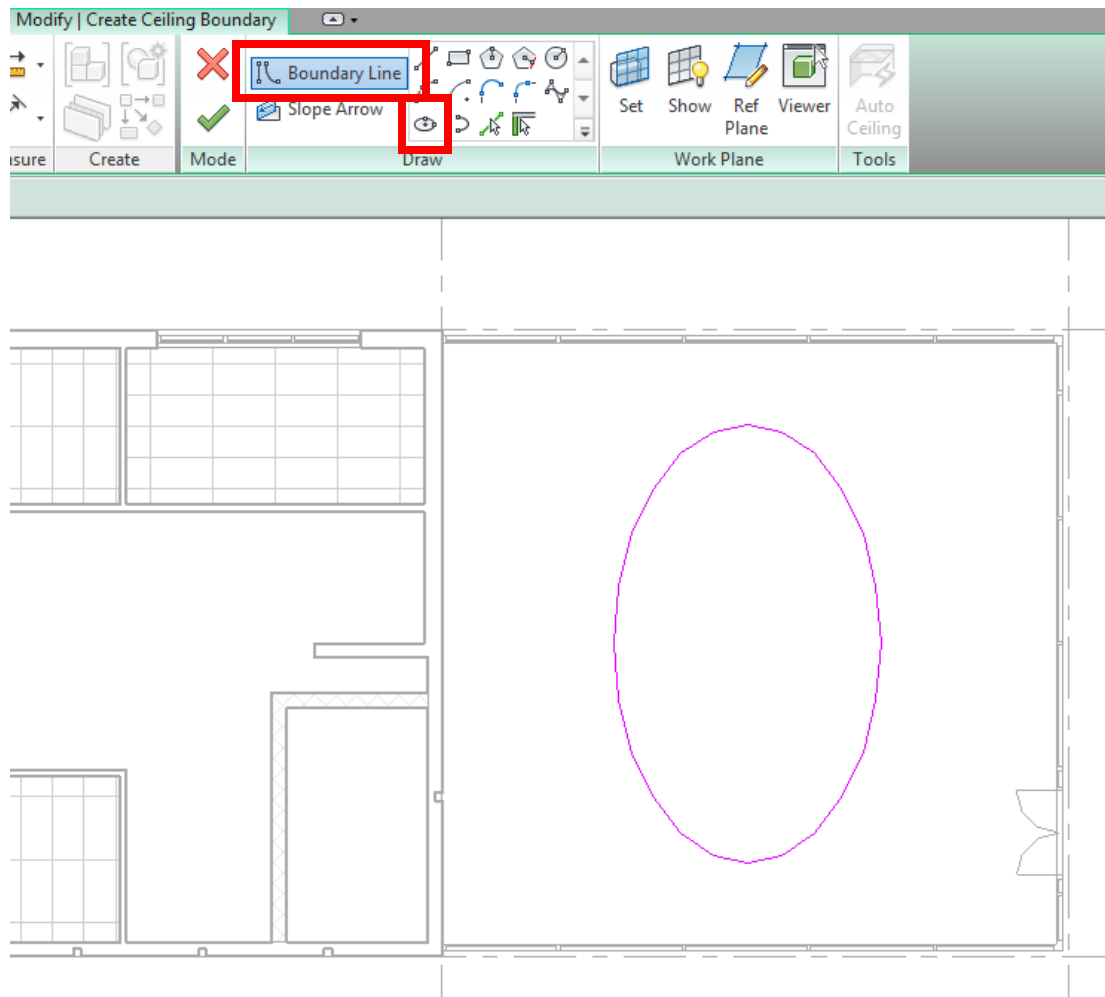 Modify | Create Ceiling Boundary
Boundary Line
Slope Arrow
Set
Show
Ref
Plane
Viewer
Auto
Ceiling
Create
Mode
Draw
Work Plane
Tools